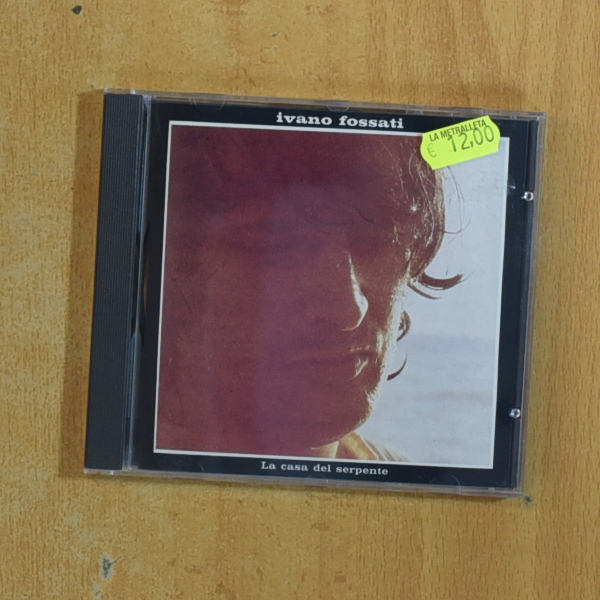 ivano fossati
LA METRALLETA
€ 12,00
La casa del serpente